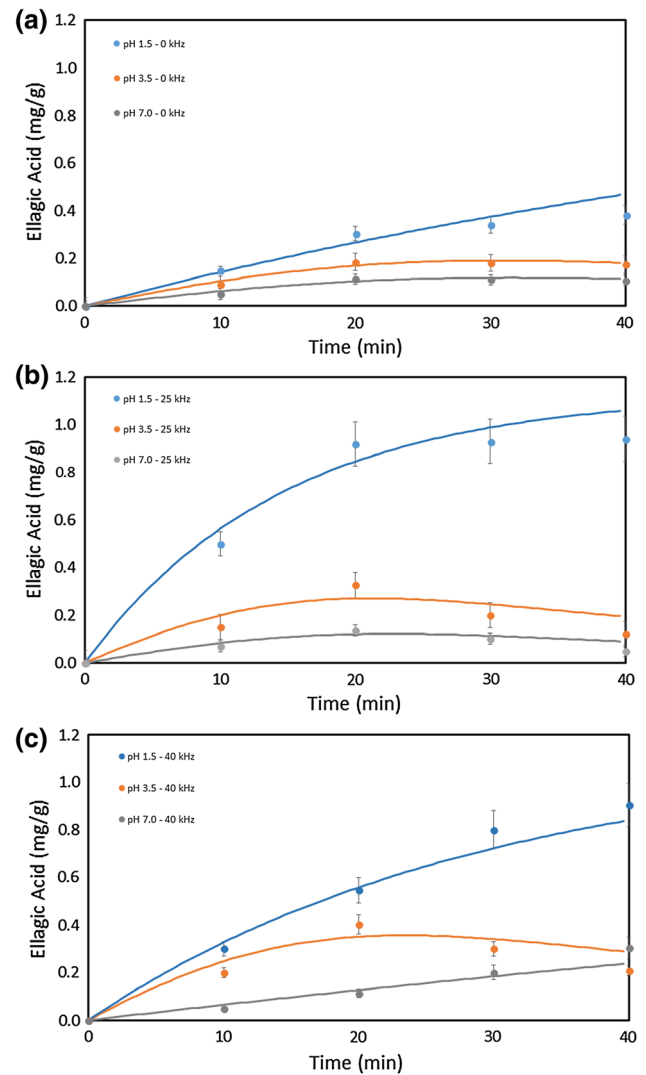 (a)
1.2
1.0
0.8
0.6
0.4
0.2
0.0
Ellagic Acid (mg/g)
pH 1.5 - 0 kHz
pH 3.5 - 0 kHz
pH 7.0 - 0 kHz
0 10 20 30 40
Time (min)
(b)
1.2
1.0
0.8
0.6
0.4
0.2
0.0
Ellagic Acid (mg/g)
pH 1.5 - 25 kHz
pH 3.5 - 25 kHz
pH 7.0 - 25 kHz
0 10 20 30 40
Time (min)
(c)
1.2
1.0
0.8
0.6
0.4
0.2
0.0
Ellagic Acid (mg/g)
pH 1.5 - 40 kHz
pH 3.5 - 40 kHz
pH 7.0 - 40 kHz
0 10 20 30 40
Time (min)